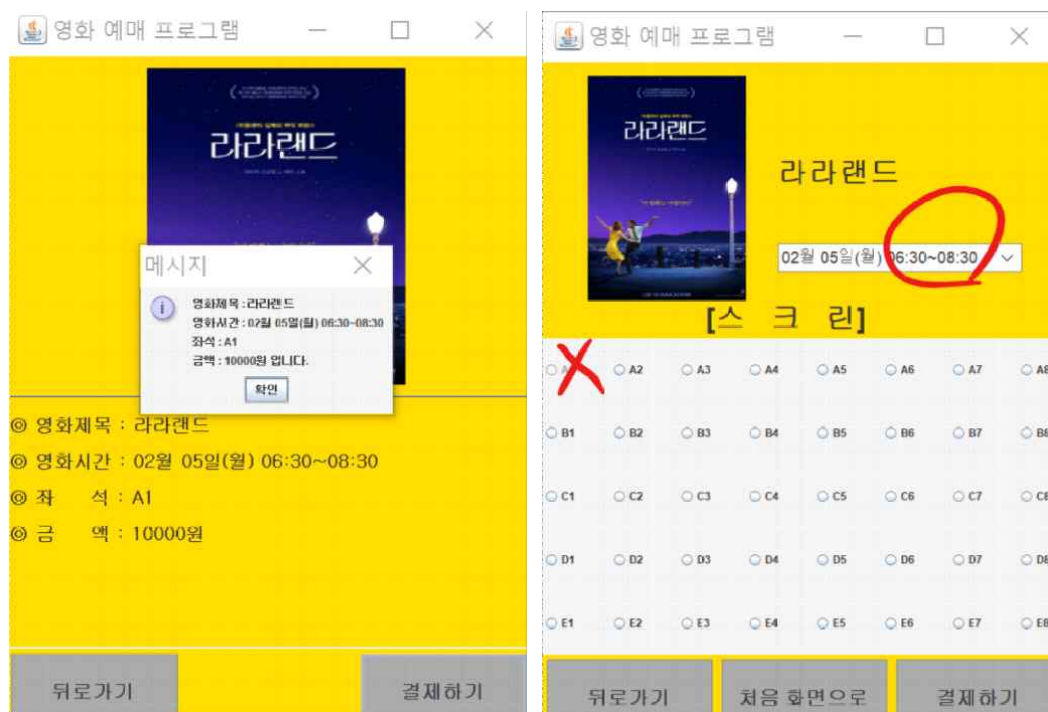 영화 예매 프로그램
라라랜드
메시지
영화제목 : 라라랜드
영화시간 : 02월 05일(월) 06:30~08:30
좌석 : A1
금액 : 10000원 입니다.
확인
◎ 영화제목 : 라라랜드
◎ 영화시간 : 02월 05일(월) 06:30~08:30
◎ 좌 석 : A1
◎ 금 액 : 10000원
뒤로가기 결제하기
영화 예매 프로그램
라라랜드
라라랜드
02월 05일(월) 06:30~08:30
[스 크 린]
A2 A3 A4 A5 A6 A7 A8
B1 B2 B3 B4 B5 B6 B7 B8
C1 C2 C3 C4 C5 C6 C7 C8
D1 D2 D3 D4 D5 D6 D7 D8
E1 E2 E3 E4 E5 E6 E7 E8
뒤로가기 처음 화면으로 결제하기